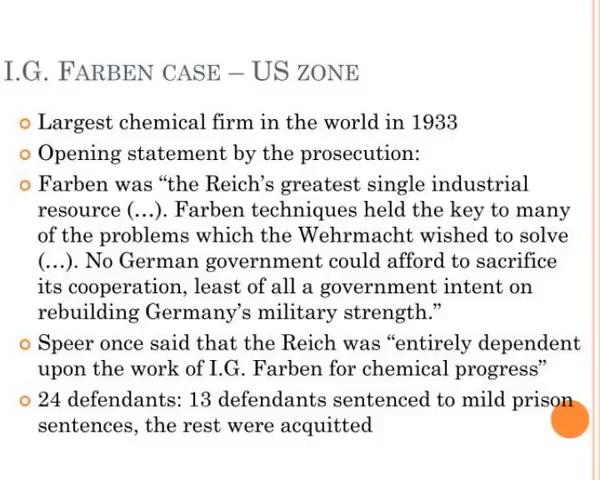 I.G. FARBEN CASE – US ZONE
Largest chemical firm in the world in 1933
Opening statement by the prosecution:
Farben was “the Reich’s greatest single industrial
resource (…). Farben techniques held the key to many
of the problems which the Wehrmacht wished to solve
(…). No German government could afford to sacrifice
its cooperation, least of all a government intent on
rebuilding Germany’s military strength.”
Speer once said that the Reich was “entirely dependent
upon the work of I.G. Farben for chemical progress”
24 defendants: 13 defendants sentenced to mild prison
sentences, the rest were acquitted